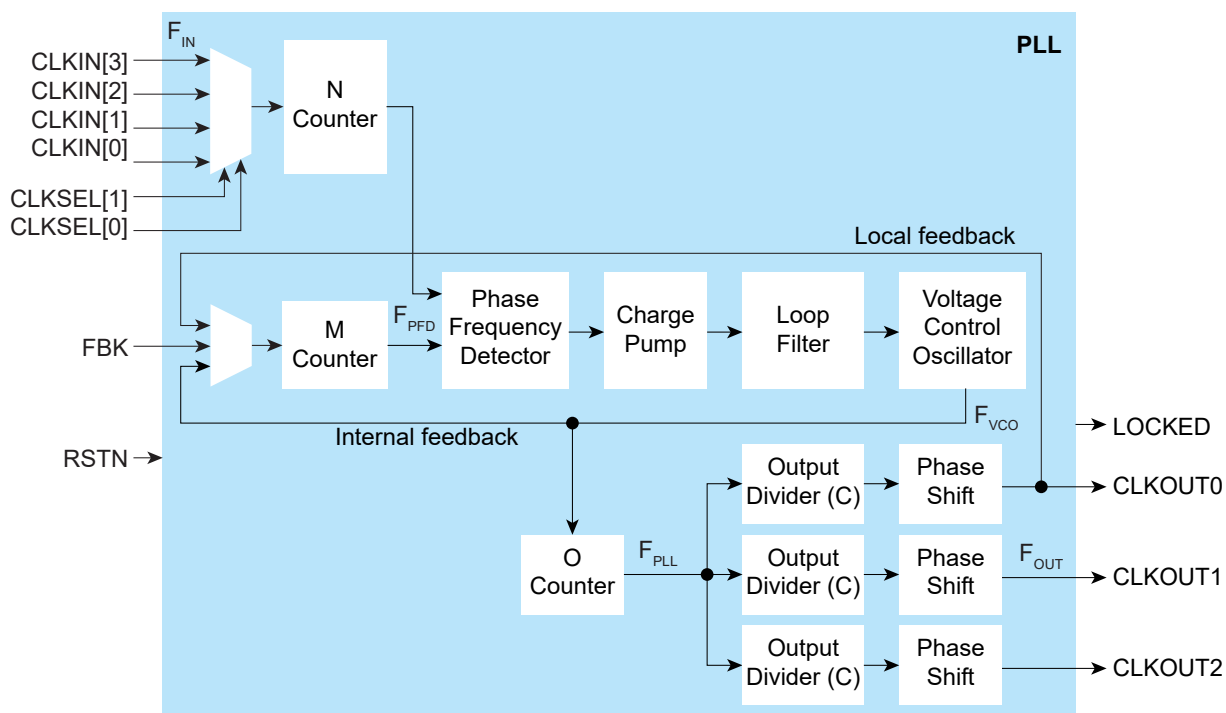 F_IN
PLL
CLKIN[3]
CLKIN[2]
CLKIN[1]
CLKIN[0]
CLKSEL[1]
CLKSEL[0]
N
Counter
Local feedback
FBK
M
Counter
F_PFD
Phase
Frequency
Detector
Charge
Pump
Loop
Filter
Voltage
Control
Oscillator
Internal feedback
F_VCO
RSTN
LOCKED
O
Counter
F_PLL
Output
Divider (C)
Phase
Shift
CLKOUT0
Output
Divider (C)
Phase
Shift
F_OUT
CLKOUT1
Output
Divider (C)
Phase
Shift
CLKOUT2